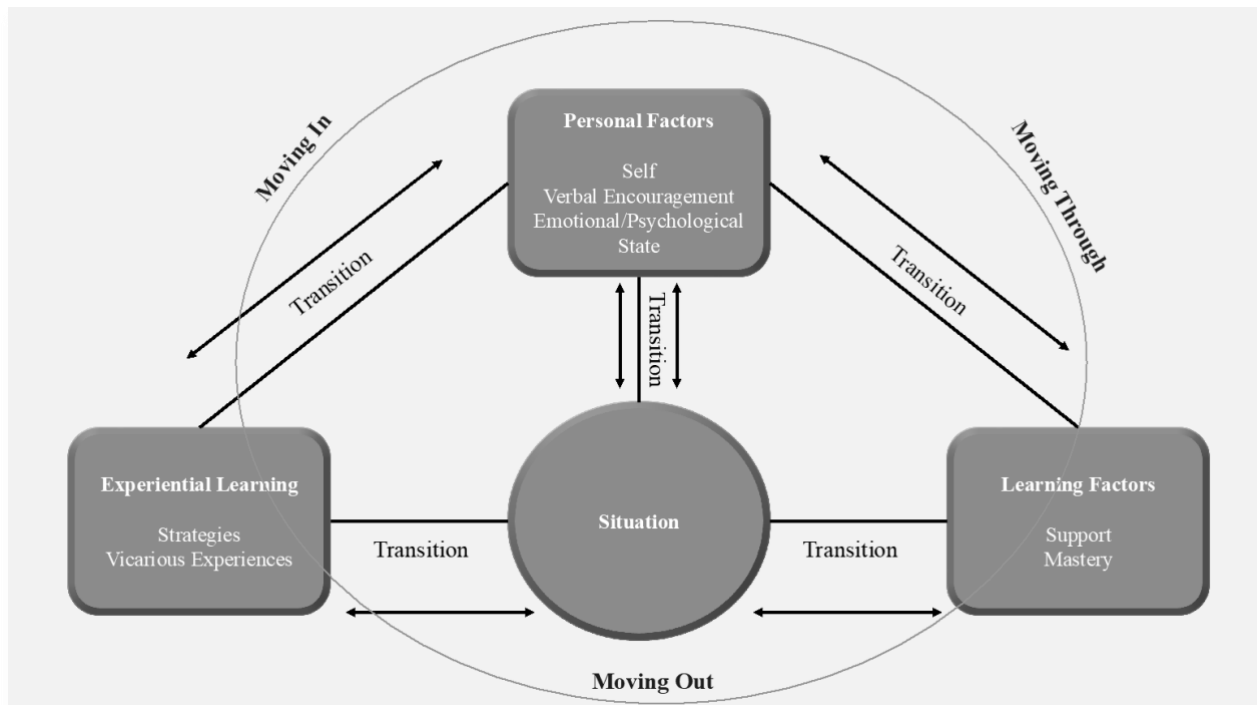 Moving In
Moving Through
Personal Factors
Self
Verbal Encouragement
Emotional/Psychological
State
Transition
Transition
Transition
Experiential Learning
Strategies
Vicarious Experiences
Transition
Situation
Transition
Learning Factors
Support
Mastery
Moving Out